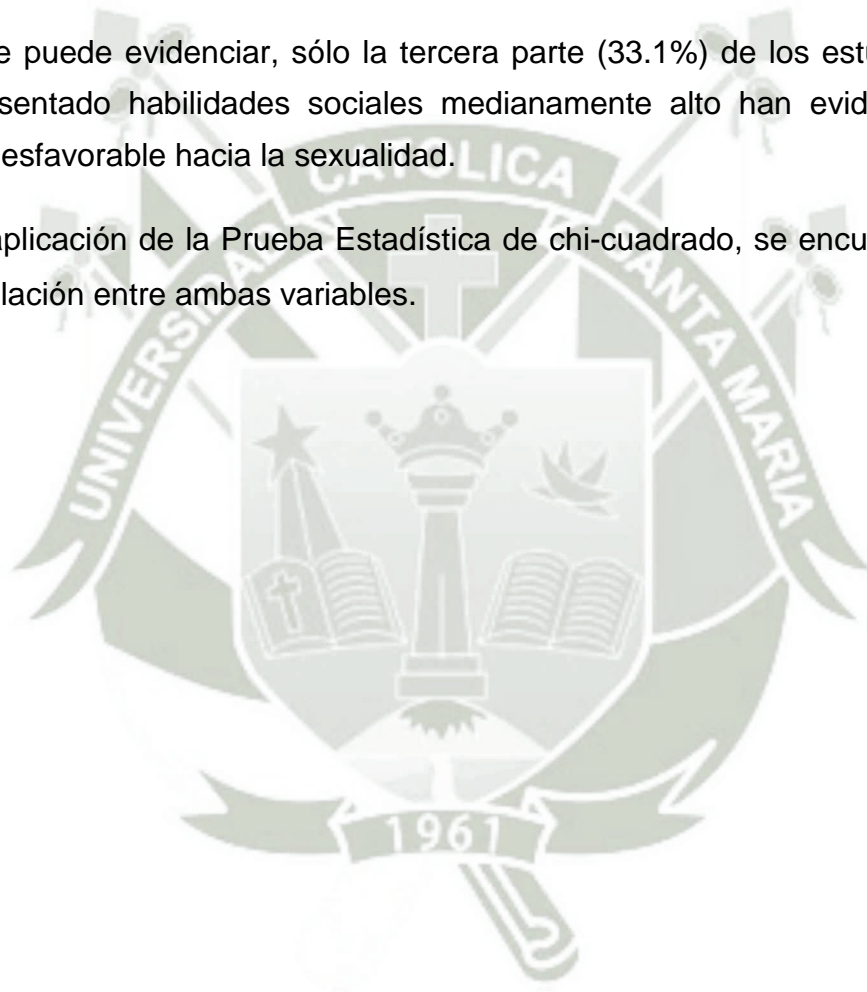 e puede evidenciar, sólo la tercera parte (33.1%) de los est
sentado habilidades sociales medianamente alto han evid
esfavorable hacia la sexualidad.
aplicación de la Prueba Estadística de chi-cuadrado, se encu
lación entre ambas variables.
UNIVERSIDAD CATOLICA SANTA MARIA
1961